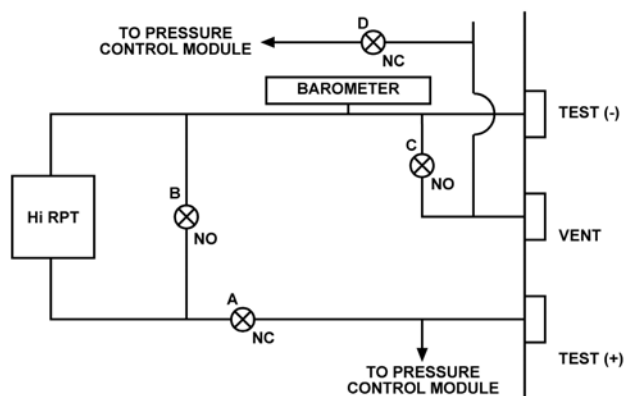 D
TO PRESSURE
CONTROL MODULE
NC
BAROMETER
TEST (-)
C
NO
Hi RPT
B
NO
VENT
A
NC
TEST (+)
TO PRESSURE
CONTROL MODULE